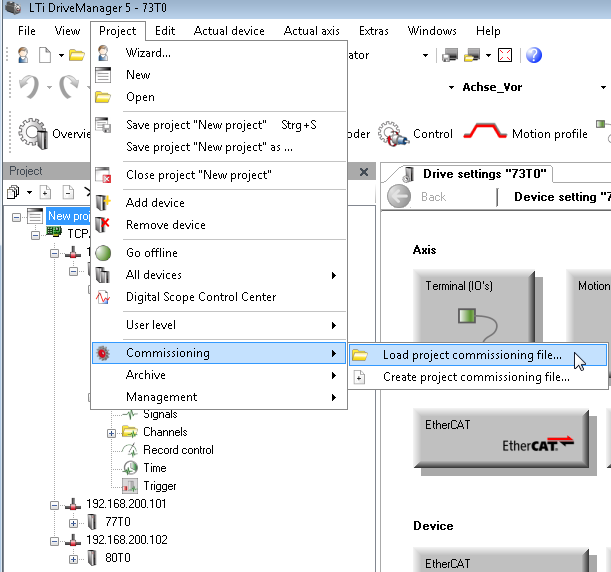 LTi DriveManager 5 - 73T0
File View Project Edit Actual device Actual axis Extras Windows Help
ator
Achse_Vor
Overvie
oder Control Motion profile
Project
Drive settings "73T0"
Back Device setting "7
Wizard...
New
Open
Save project "New project" Strg+S
Save project "New project" as ...
Close project "New project"
Add device
Remove device
Go offline
All devices
Digital Scope Control Center
User level
Commissioning
Archive
Management
Load project commissioning file...
Create project commissioning file...
New proj
TCP
1
Signals
Channels
Record control
Time
Trigger
192.168.200.101
77T0
192.168.200.102
80T0
Axis
Terminal (IO's)
Motion
EtherCAT
EtherCAT
Device
EtherCAT